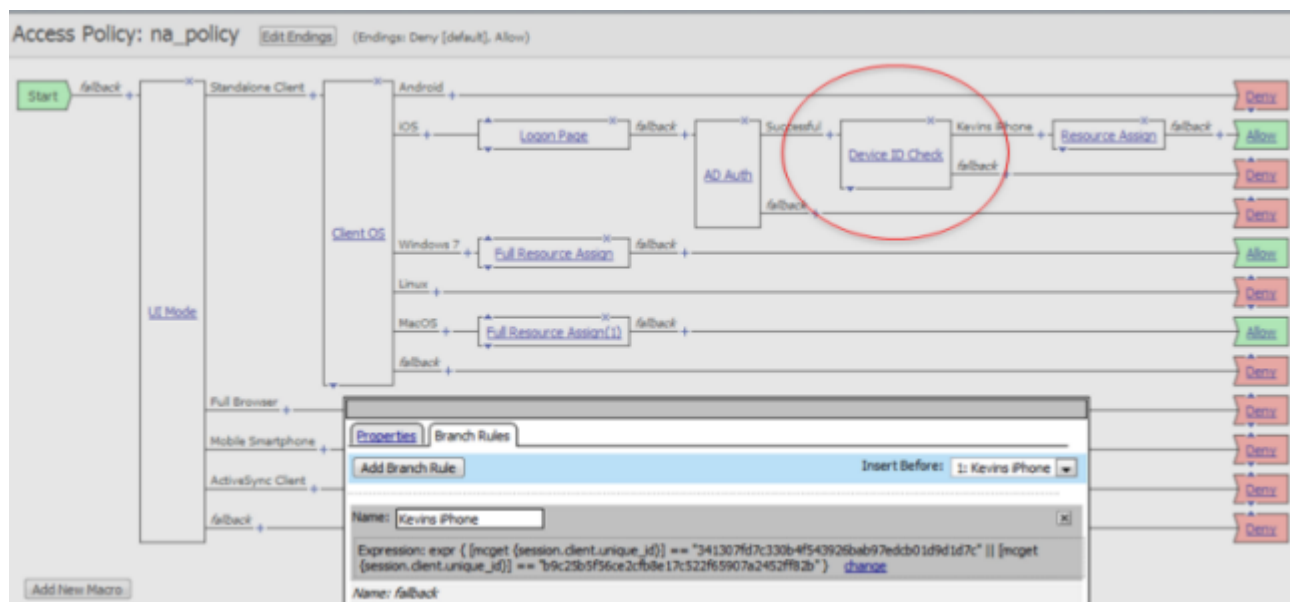 Access Policy: na_policy Edit Endings (Endings: Deny [default], Allow)
Start fallback + Standalone Client + Android + Deny
iOS + Logon Page fallback + Successful + Device ID Check Kevins iPhone + Resource Assign fallback + Allow
AD Auth fallback Deny
fallback Deny
Client OS Windows 7 + Full Resource Assign fallback + Allow
Linux + Deny
UI Mode MacOS + Full Resource Assign(1) fallback + Allow
fallback + Deny
Full Browser + Deny
Properties Branch Rules
Mobile Smartphone + Deny
Add Branch Rule Insert Before: 1: Kevins iPhone
ActiveSync Client + Deny
fallback + Name: Kevins iPhone Deny
Expression: expr { [mcget {session.client.unique_id}] == "341307fd7c330b4f543926bab97edcb01d9d1d7c" || [mcget
{session.client.unique_id}] == "b9c25b5f56ce2cfb8e17c522f65907a2452ff82b" } change
Add New Macro Name: fallback